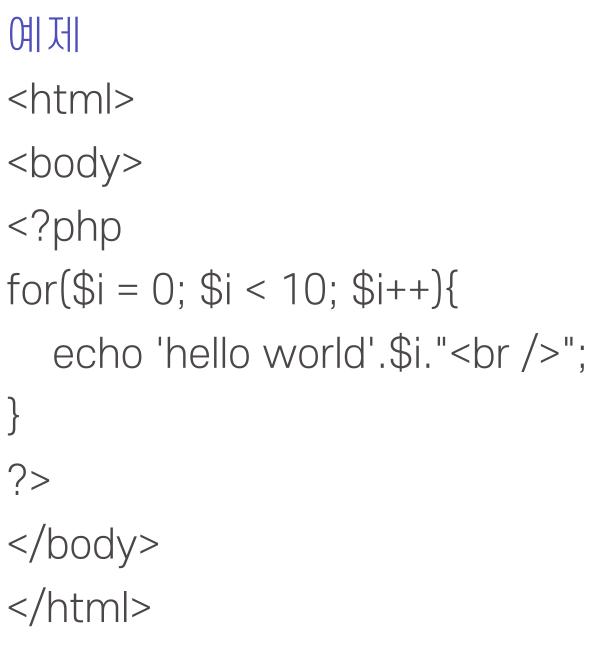 예제
<html>
<body>
<?php
for($i = 0; $i < 10; $i++){
    echo 'hello world'.$i."<br />";
}
?>
</body>
</html>